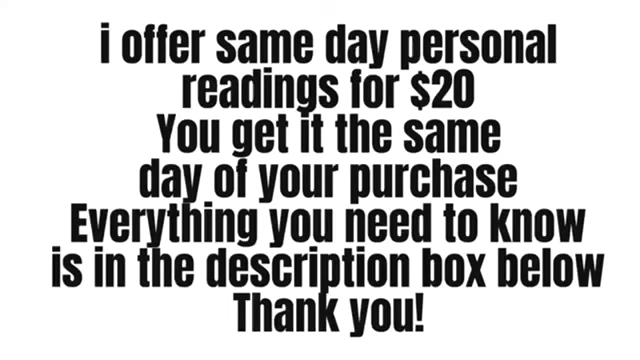 i offer same day personal
readings for $20
You get it the same
day of your purchase
Everything you need to know
is in the description box below
Thank you!